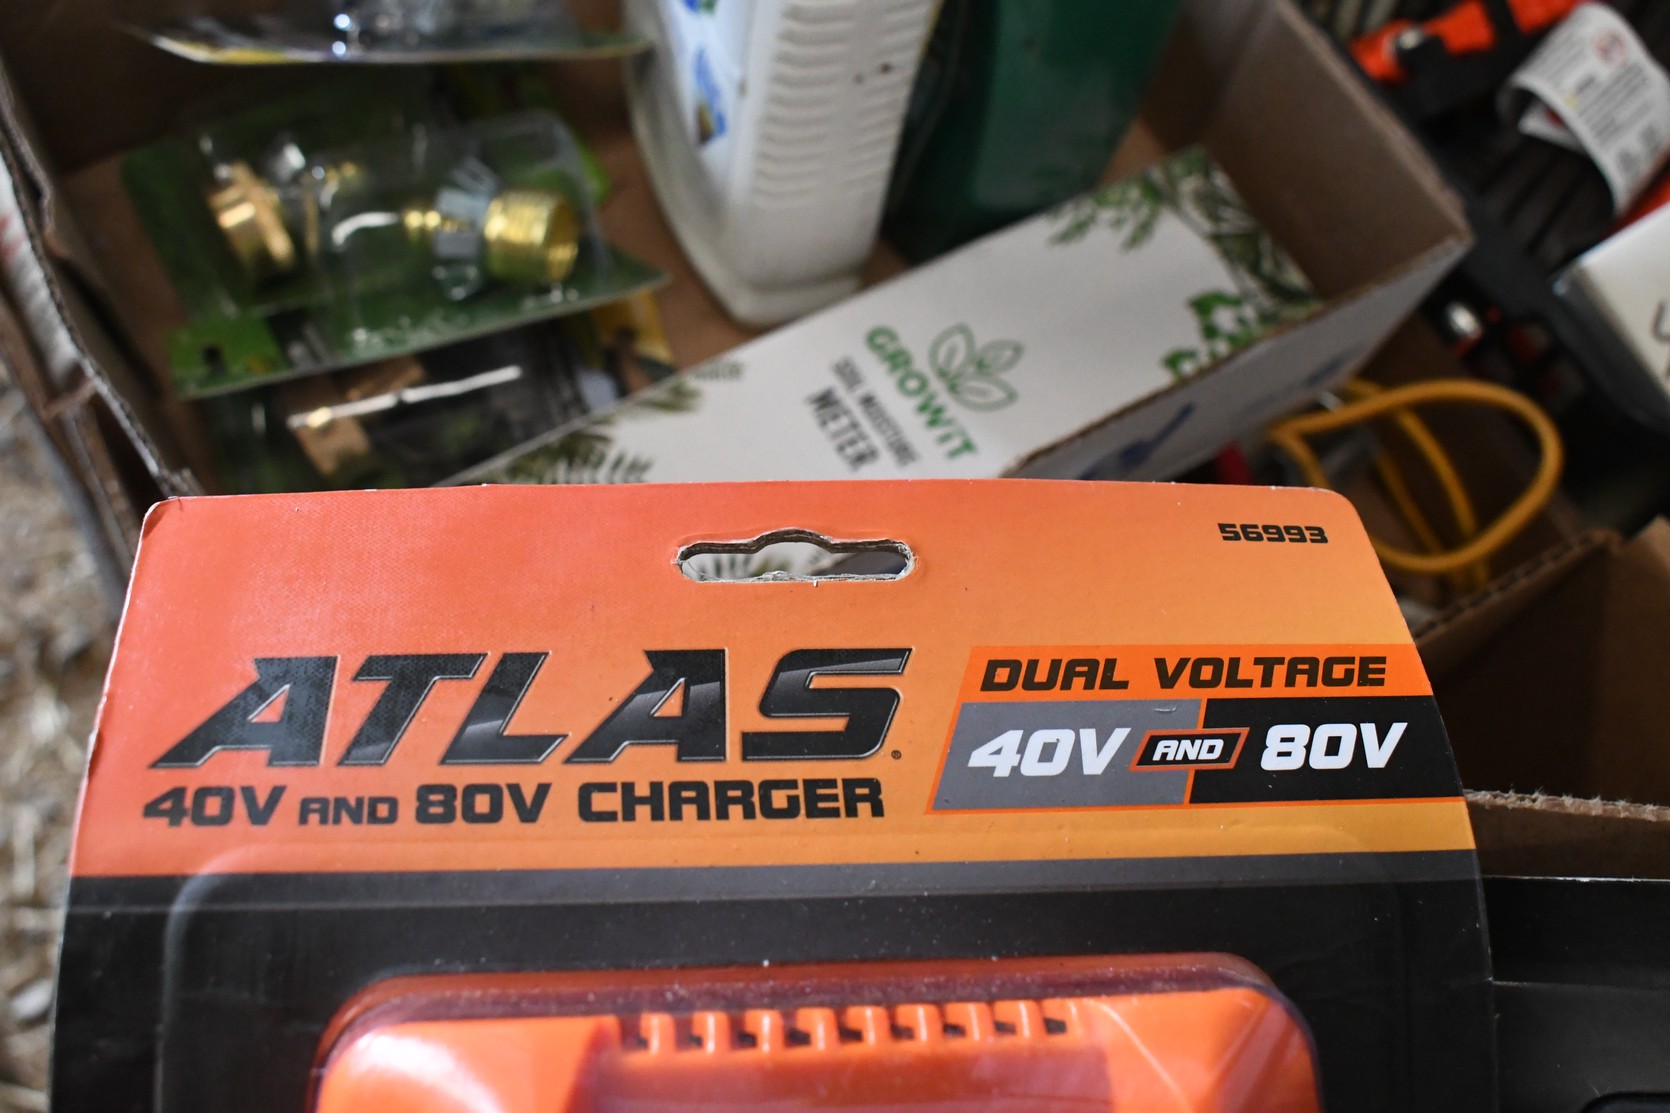 GROWIT
SOIL MOISTURE
METER
56993
ATLAS®
40V AND 80V CHARGER
DUAL VOLTAGE
40V AND 80V